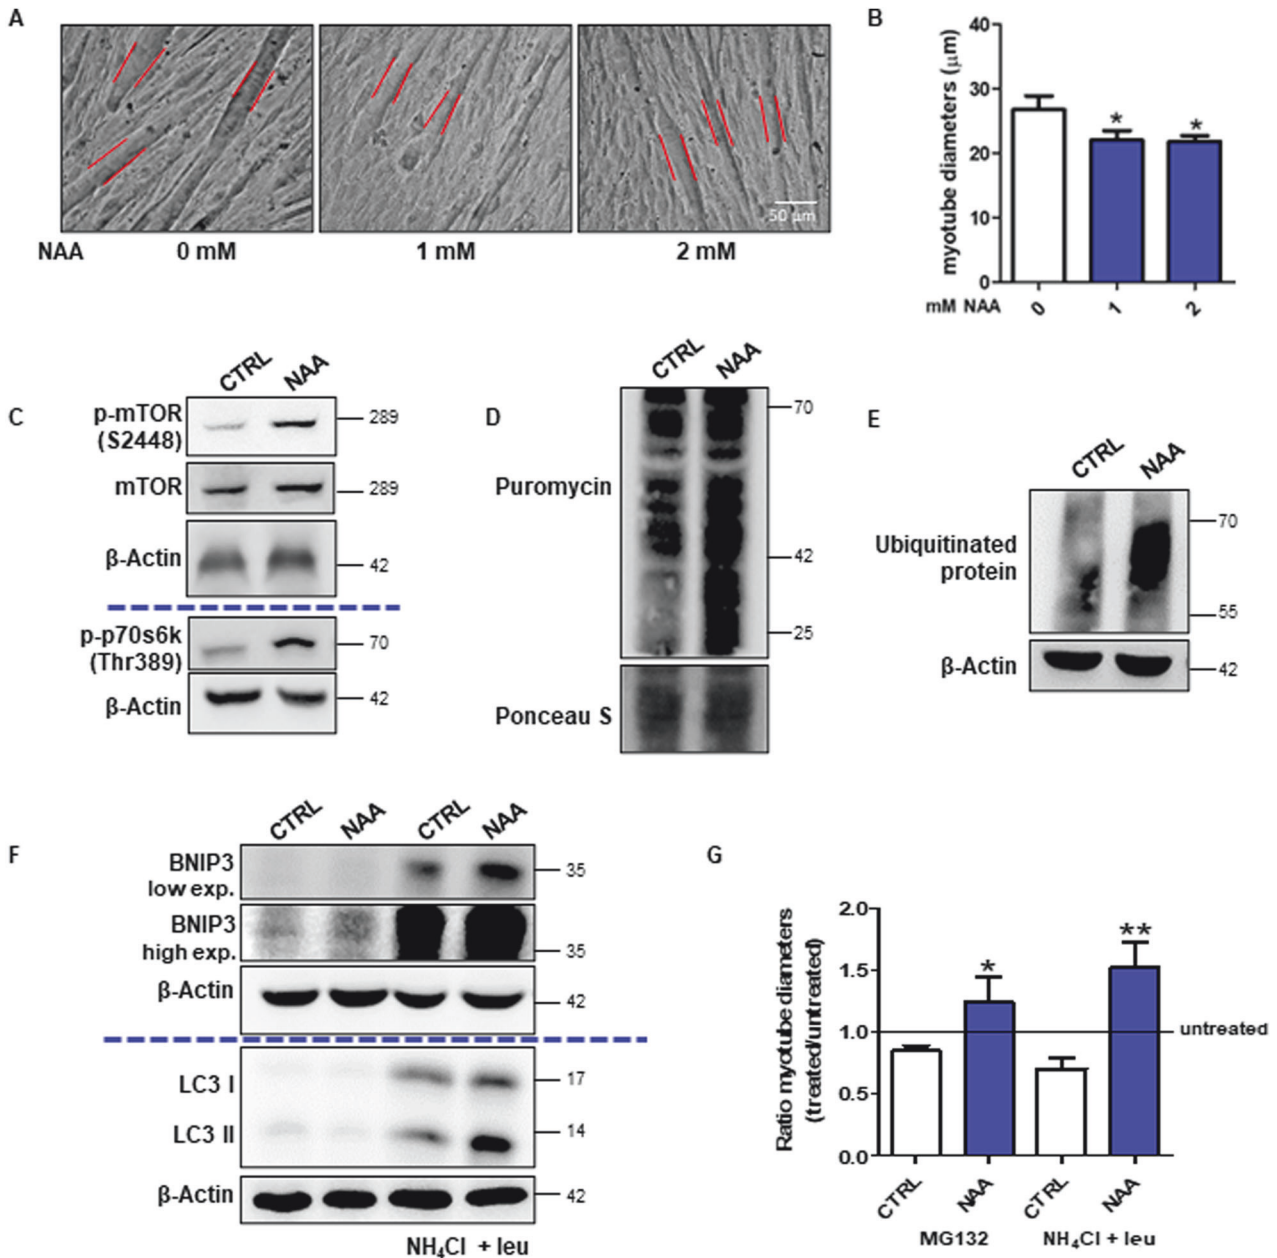 A
NAA
0 mM
1 mM
2 mM
50 µm
B
myotube diameters (µm)
40
30
20
10
0
*
*
mM NAA
0
1
2
C
CTRL
NAA
p-mTOR
(S2448)
289
mTOR
289
β-Actin
42
p-p70s6k
(Thr389)
70
β-Actin
42
D
CTRL
NAA
Puromycin
70
42
25
Ponceau S
E
CTRL
NAA
Ubiquitinated
protein
70
55
β-Actin
42
F
CTRL
NAA
CTRL
NAA
BNIP3
low exp.
35
BNIP3
high exp.
35
β-Actin
42
LC3 I
17
LC3 II
14
β-Actin
42
NH₄Cl + leu
G
Ratio myotube diameters
(treated/untreated)
2.0
1.5
1.0
0.5
0.0
*
**
untreated
CTRL
NAA
CTRL
NAA
MG132
NH₄Cl + leu